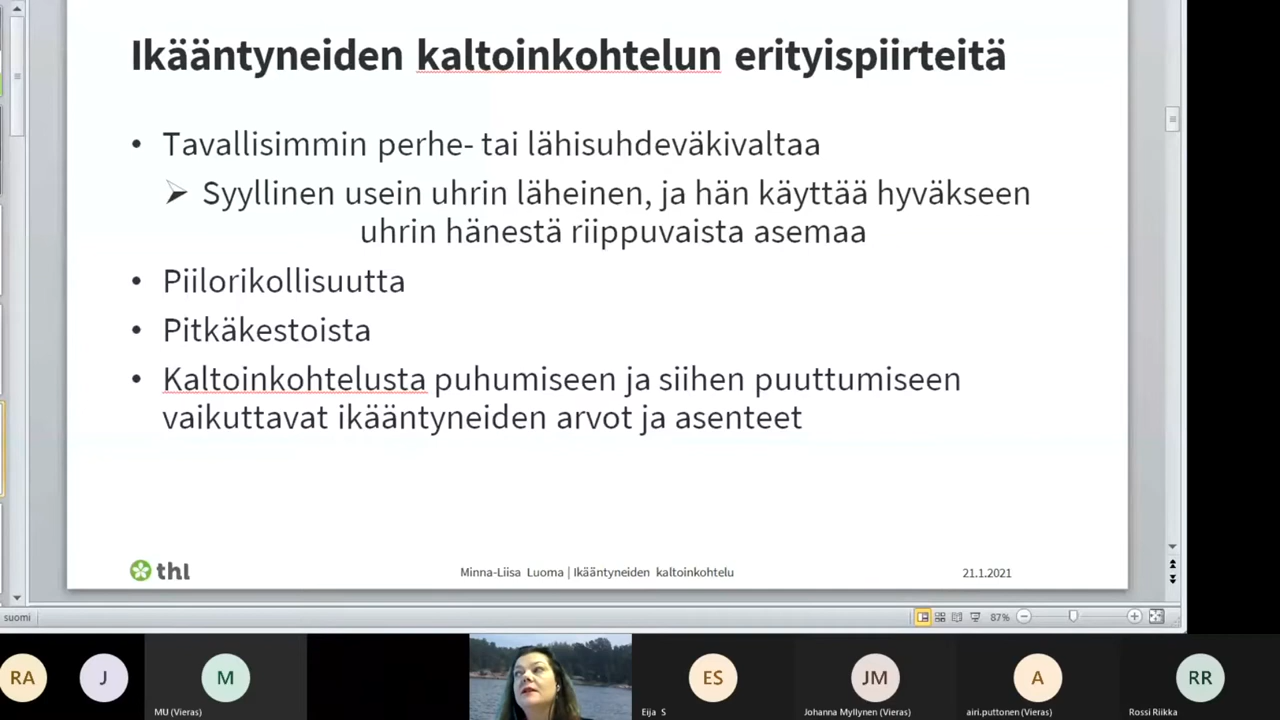 Ikääntyneiden kaltoinkohtelun erityispiirteitä
• Tavallisimmin perhe- tai lähisuhdeväkivaltaa
➢ Syyllinen usein uhrin läheinen, ja hän käyttää hyväkseen
uhrin hänestä riippuvaista asemaa
• Piilorikollisuutta
• Pitkäkestoista
• Kaltoinkohtelusta puhumiseen ja siihen puuttumiseen
vaikuttavat ikääntyneiden arvot ja asenteet
thl
Minna-Liisa Luoma | Ikääntyneiden kaltoinkohtelu
21.1.2021
suomi
87%
RA
J
M
ES
JM
A
RR
MU (Vieras)
Eija S
Johanna Myllynen (Vieras)
airi.puttonen (Vieras)
Rossi Riikka